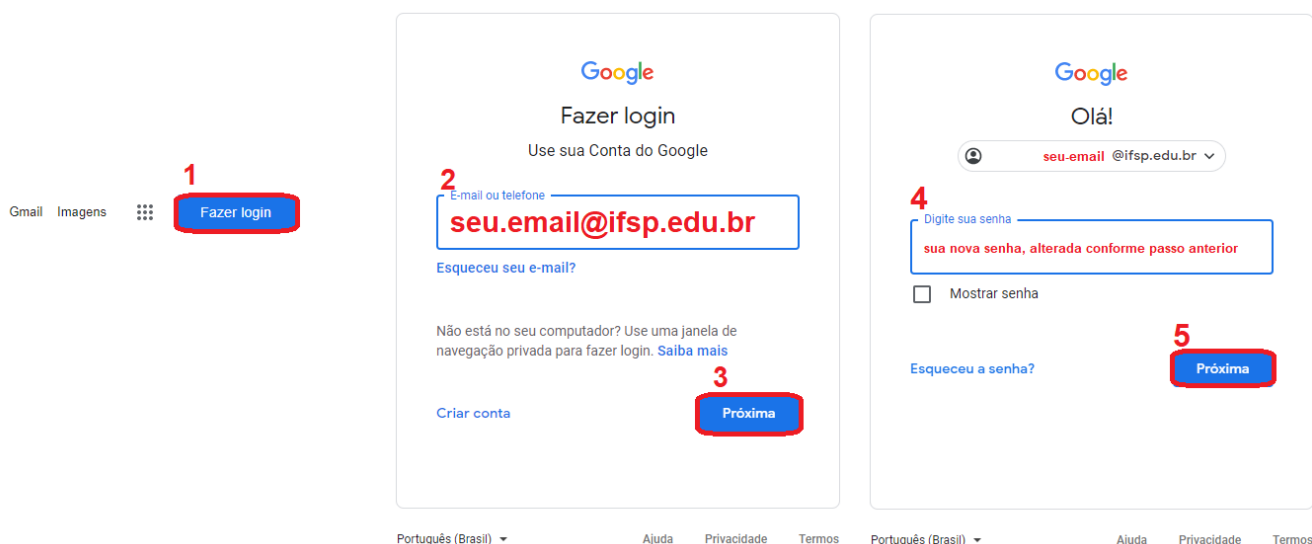 1
Gmail Imagens Fazer login
Google
Fazer login
Use sua Conta do Google
2
E-mail ou telefone
seu.email@ifsp.edu.br
Esqueceu seu e-mail?
Não está no seu computador? Use uma janela de
navegação privada para fazer login. Saiba mais
3
Criar conta Próxima
Português (Brasil) Ajuda Privacidade Termos
Google
Olá!
seu-email @ifsp.edu.br
4
Digite sua senha
sua nova senha, alterada conforme passo anterior
Mostrar senha
5
Esqueceu a senha? Próxima
Português (Brasil) Ajuda Privacidade Termos